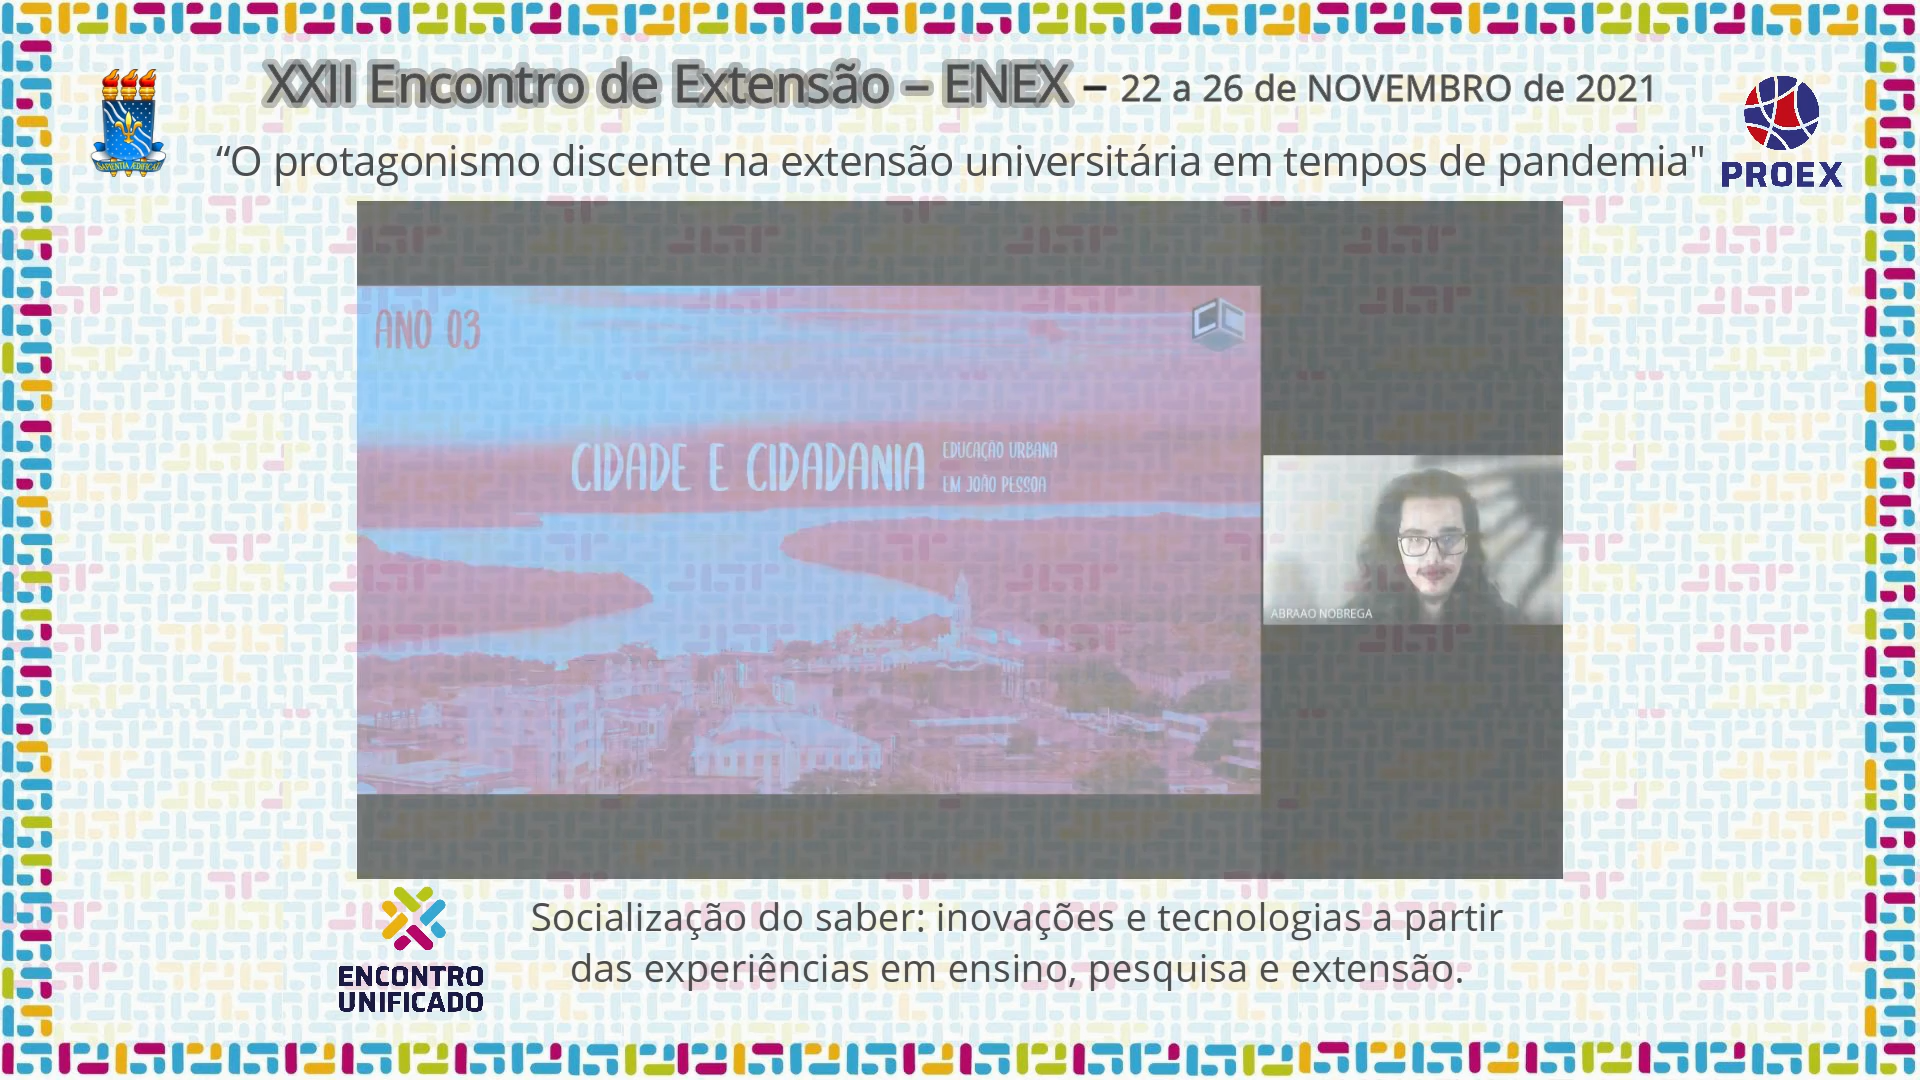 XXII Encontro de Extensão – ENEX – 22 a 26 de NOVEMBRO de 2021
“O protagonismo discente na extensão universitária em tempos de pandemia"
PROEX
ANO 03
CIDADE E CIDADANIA
EDUCAÇÃO URBANA
EM JOÃO PESSOA
ABRAAO NOBREGA
ENCONTRO
UNIFICADO
Socialização do saber: inovações e tecnologias a partir
das experiências em ensino, pesquisa e extensão.